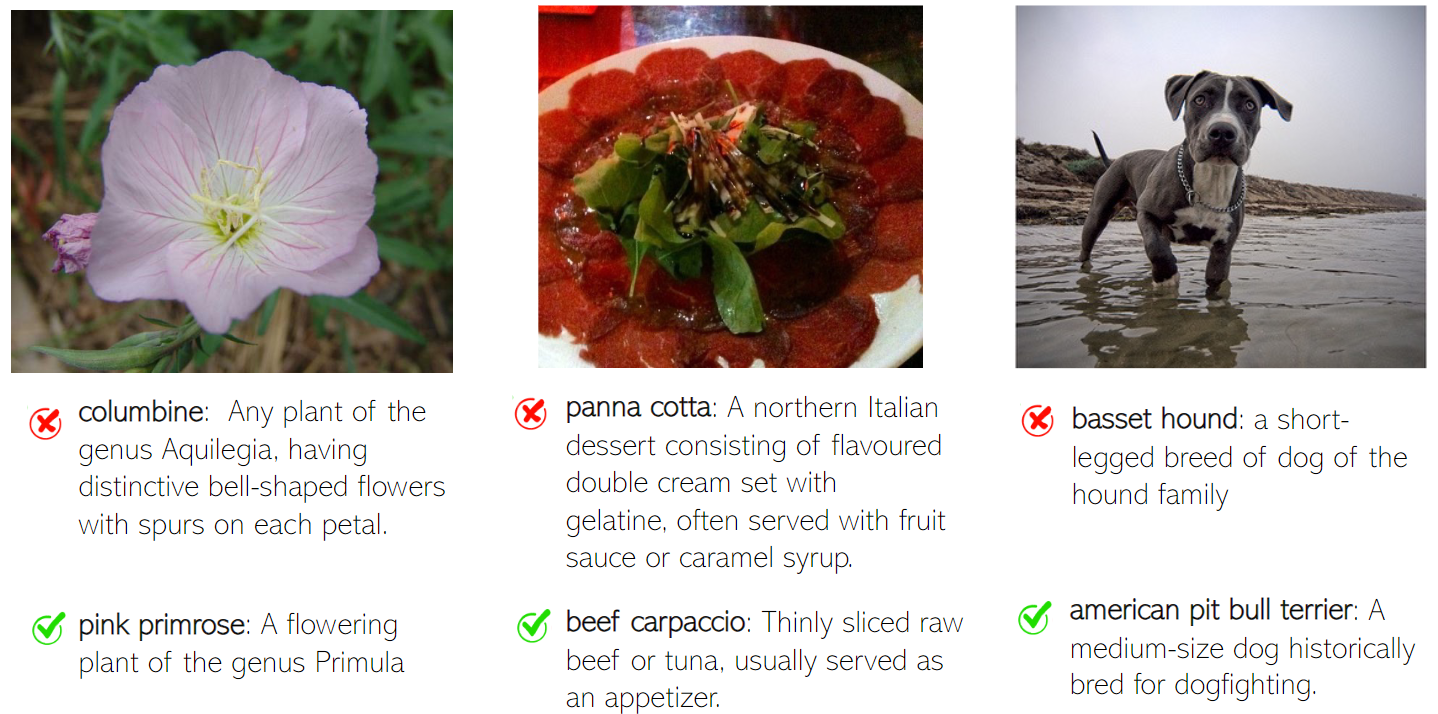 columbine: Any plant of the
genus Aquilegia, having
distinctive bell-shaped flowers
with spurs on each petal.
pink primrose: A flowering
plant of the genus Primula
panna cotta: A northern Italian
dessert consisting of flavoured
double cream set with
gelatine, often served with fruit
sauce or caramel syrup.
beef carpaccio: Thinly sliced raw
beef or tuna, usually served as
an appetizer.
basset hound: a short-
legged breed of dog of the
hound family
american pit bull terrier: A
medium-size dog historically
bred for dogfighting.